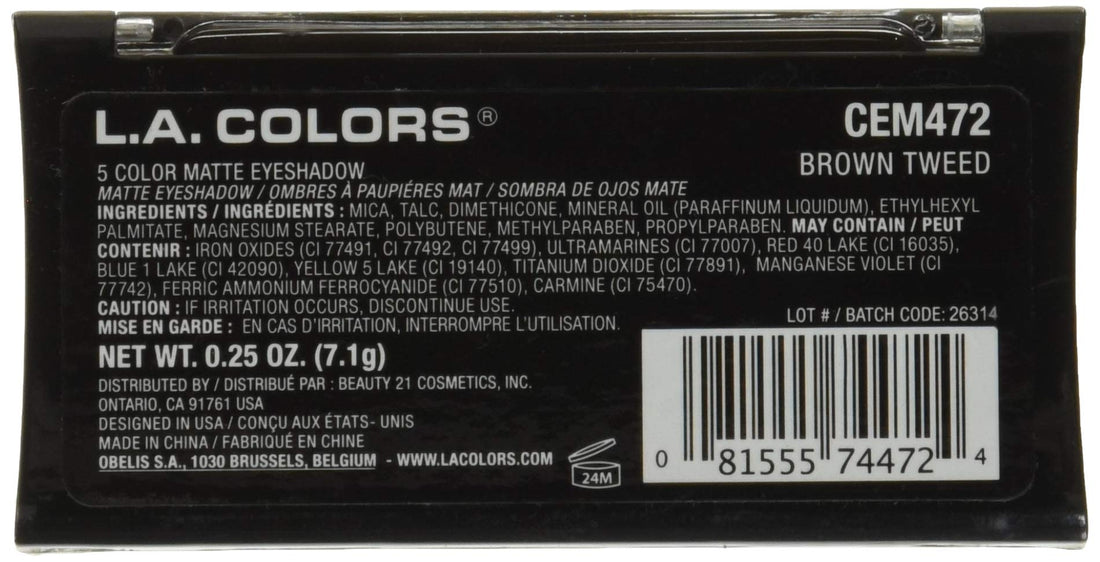 L.A. COLORS®
CEM472
BROWN TWEED
5 COLOR MATTE EYESHADOW
MATTE EYESHADOW / OMBRES À PAUPIÉRES MAT / SOMBRA DE OJOS MATE
INGREDIENTS / INGRÉDIENTS : MICA, TALC, DIMETHICONE, MINERAL OIL (PARAFFINUM LIQUIDUM), ETHYLHEXYL
PALMITATE, MAGNESIUM STEARATE, POLYBUTENE, METHYLPARABEN, PROPYLPARABEN. MAY CONTAIN / PEUT
CONTENIR : IRON OXIDES (CI 77491, CI 77492, CI 77499), ULTRAMARINES (CI 77007), RED 40 LAKE (CI 16035),
BLUE 1 LAKE (CI 42090), YELLOW 5 LAKE (CI 19140), TITANIUM DIOXIDE (CI 77891), MANGANESE VIOLET (CI
77742), FERRIC AMMONIUM FERROCYANIDE (CI 77510), CARMINE (CI 75470).
CAUTION : IF IRRITATION OCCURS, DISCONTINUE USE.
MISE EN GARDE : EN CAS D'IRRITATION, INTERROMPRE L'UTILISATION.
LOT # / BATCH CODE: 26314
NET WT. 0.25 OZ. (7.1g)
DISTRIBUTED BY / DISTRIBUÉ PAR : BEAUTY 21 COSMETICS, INC.
ONTARIO, CA 91761 USA
DESIGNED IN USA / CONÇU AUX ÉTATS- UNIS
MADE IN CHINA / FABRIQUÉ EN CHINE
OBELIS S.A., 1030 BRUSSELS, BELGIUM - WWW.LACOLORS.COM
24M
0 81555 74472 4